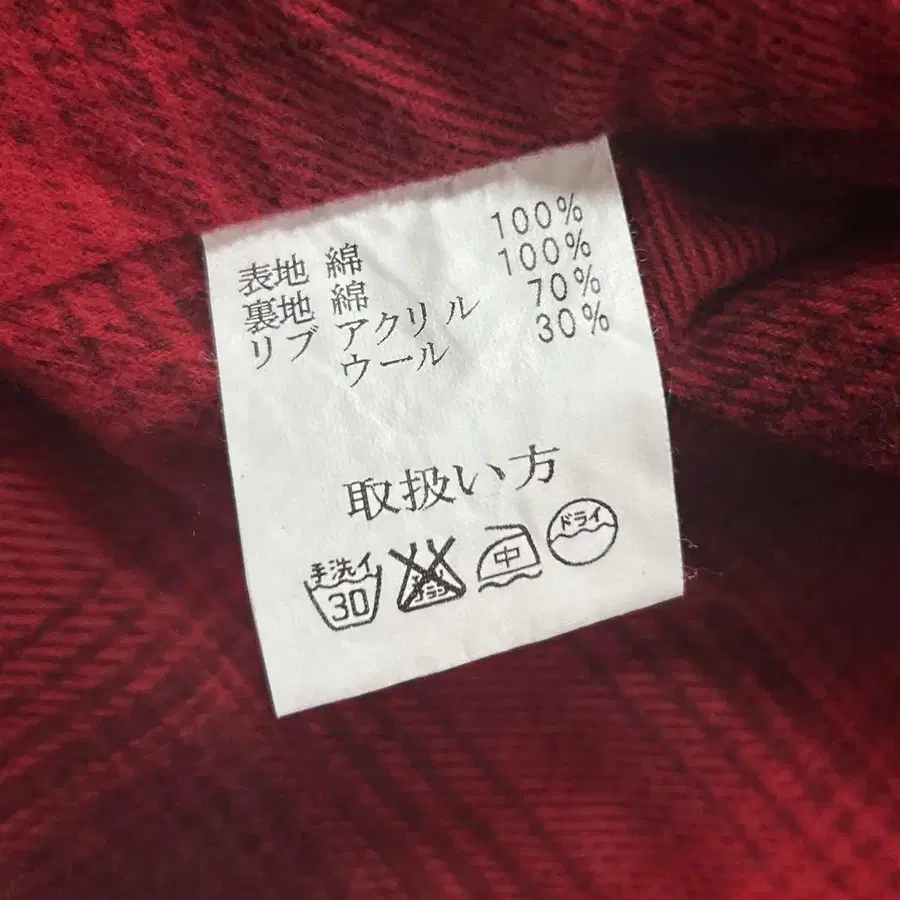 表地 綿 100%
裏地 綿 100%
リブ アクリル 70%
ウール 30%
取扱い方
手洗イ 30
中
ドライ